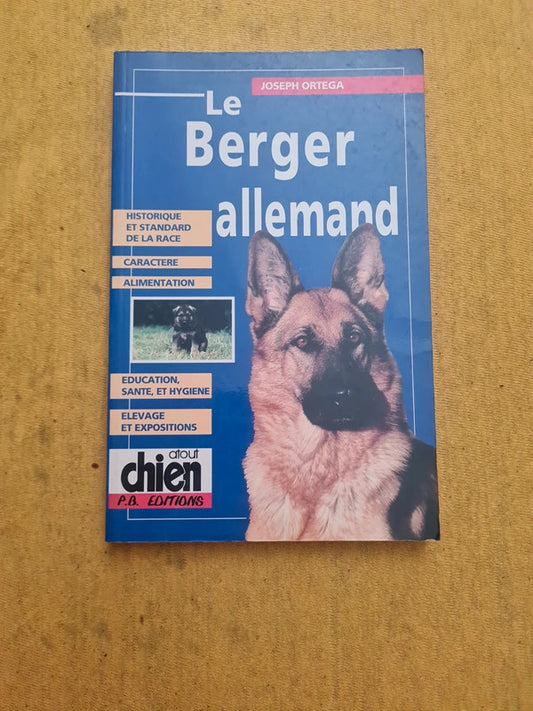 JOSEPH ORTEGA
Le
Berger
allemand
HISTORIQUE
ET STANDARD
DE LA RACE
CARACTERE
ALIMENTATION
EDUCATION,
SANTE, ET HYGIENE
ELEVAGE
ET EXPOSITIONS
atout
chien
P.B. EDITIONS